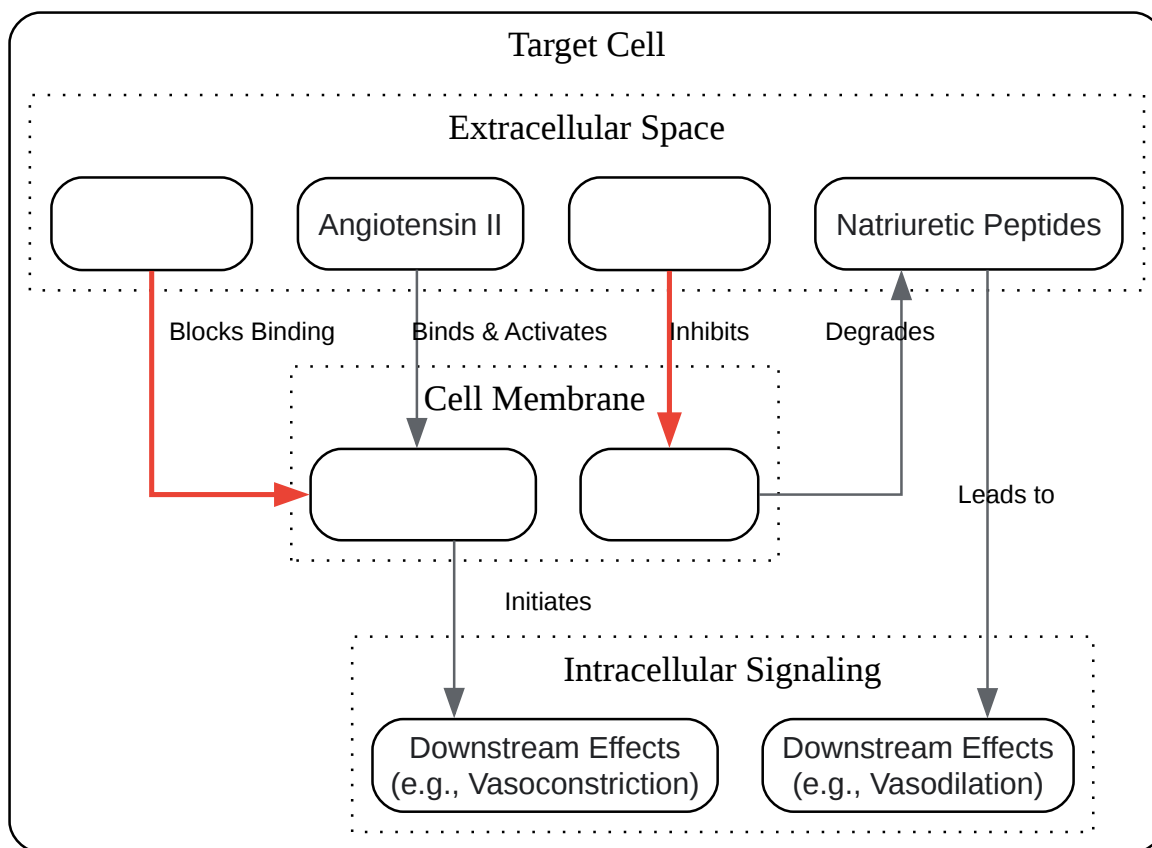 Target Cell
Extracellular Space
Angiotensin II
Natriuretic Peptides
Blocks Binding
Binds & Activates
Inhibits
Degrades
Cell Membrane
Leads to
Initiates
Intracellular Signaling
Downstream Effects
(e.g., Vasoconstriction)
Downstream Effects
(e.g., Vasodilation)